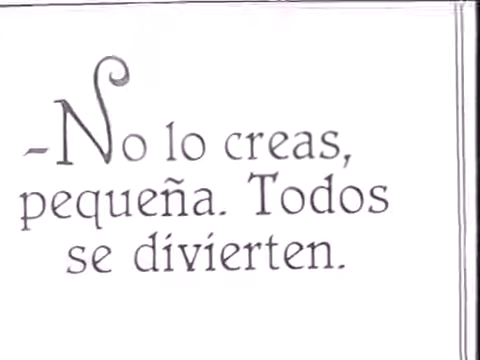 -No lo creas,
pequeña. Todos
se divierten.